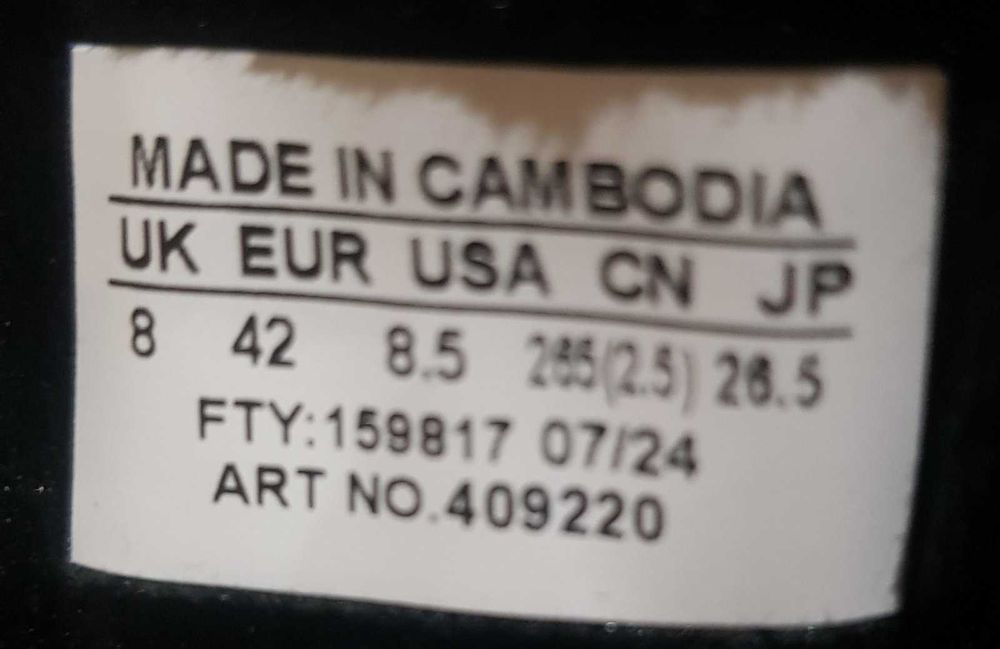 MADE IN CAMBODIA
UK EUR USA CN JP
8 42 8.5 265(2.5) 26.5
FTY:159817 07/24
ART NO.409220